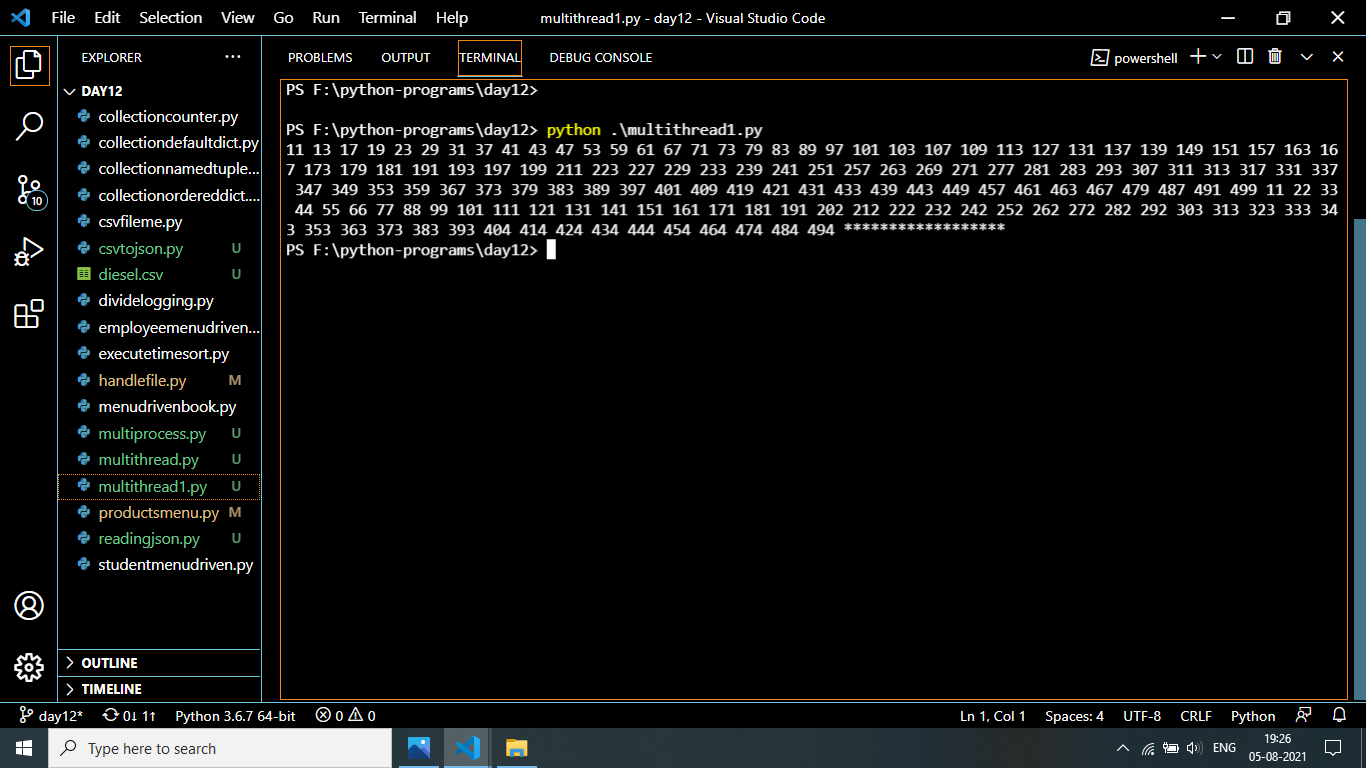 File Edit Selection View Go Run Terminal Help multithread1.py - day12 - Visual Studio Code
EXPLORER ···
DAY12
collectioncounter.py
collectiondefaultdict.py
collectionnamedtuple...
collectionordereddict....
csvfileme.py
csvtojson.py U
diesel.csv U
dividelogging.py
employeemenudriven...
executetimesort.py
handlefile.py M
menudrivenbook.py
multiprocess.py U
multithread.py U
multithread1.py U
productsmenu.py M
readingjson.py U
studentmenudriven.py
OUTLINE
TIMELINE
10
PROBLEMS OUTPUT TERMINAL DEBUG CONSOLE powershell
PS F:\python-programs\day12>
PS F:\python-programs\day12> python .\multithread1.py
11 13 17 19 23 29 31 37 41 43 47 53 59 61 67 71 73 79 83 89 97 101 103 107 109 113 127 131 137 139 149 151 157 163 16
7 173 179 181 191 193 197 199 211 223 227 229 233 239 241 251 257 263 269 271 277 281 283 293 307 311 313 317 331 337
347 349 353 359 367 373 379 383 389 397 401 409 419 421 431 433 439 443 449 457 461 463 467 479 487 491 499 11 22 33
44 55 66 77 88 99 101 111 121 131 141 151 161 171 181 191 202 212 222 232 242 252 262 272 282 292 303 313 323 333 34
3 353 363 373 383 393 404 414 424 434 444 454 464 474 484 494 ******************
PS F:\python-programs\day12>
day12* 0↓ 1↑ Python 3.6.7 64-bit 0 0 Ln 1, Col 1 Spaces: 4 UTF-8 CRLF Python
Type here to search ENG 19:26
05-08-2021